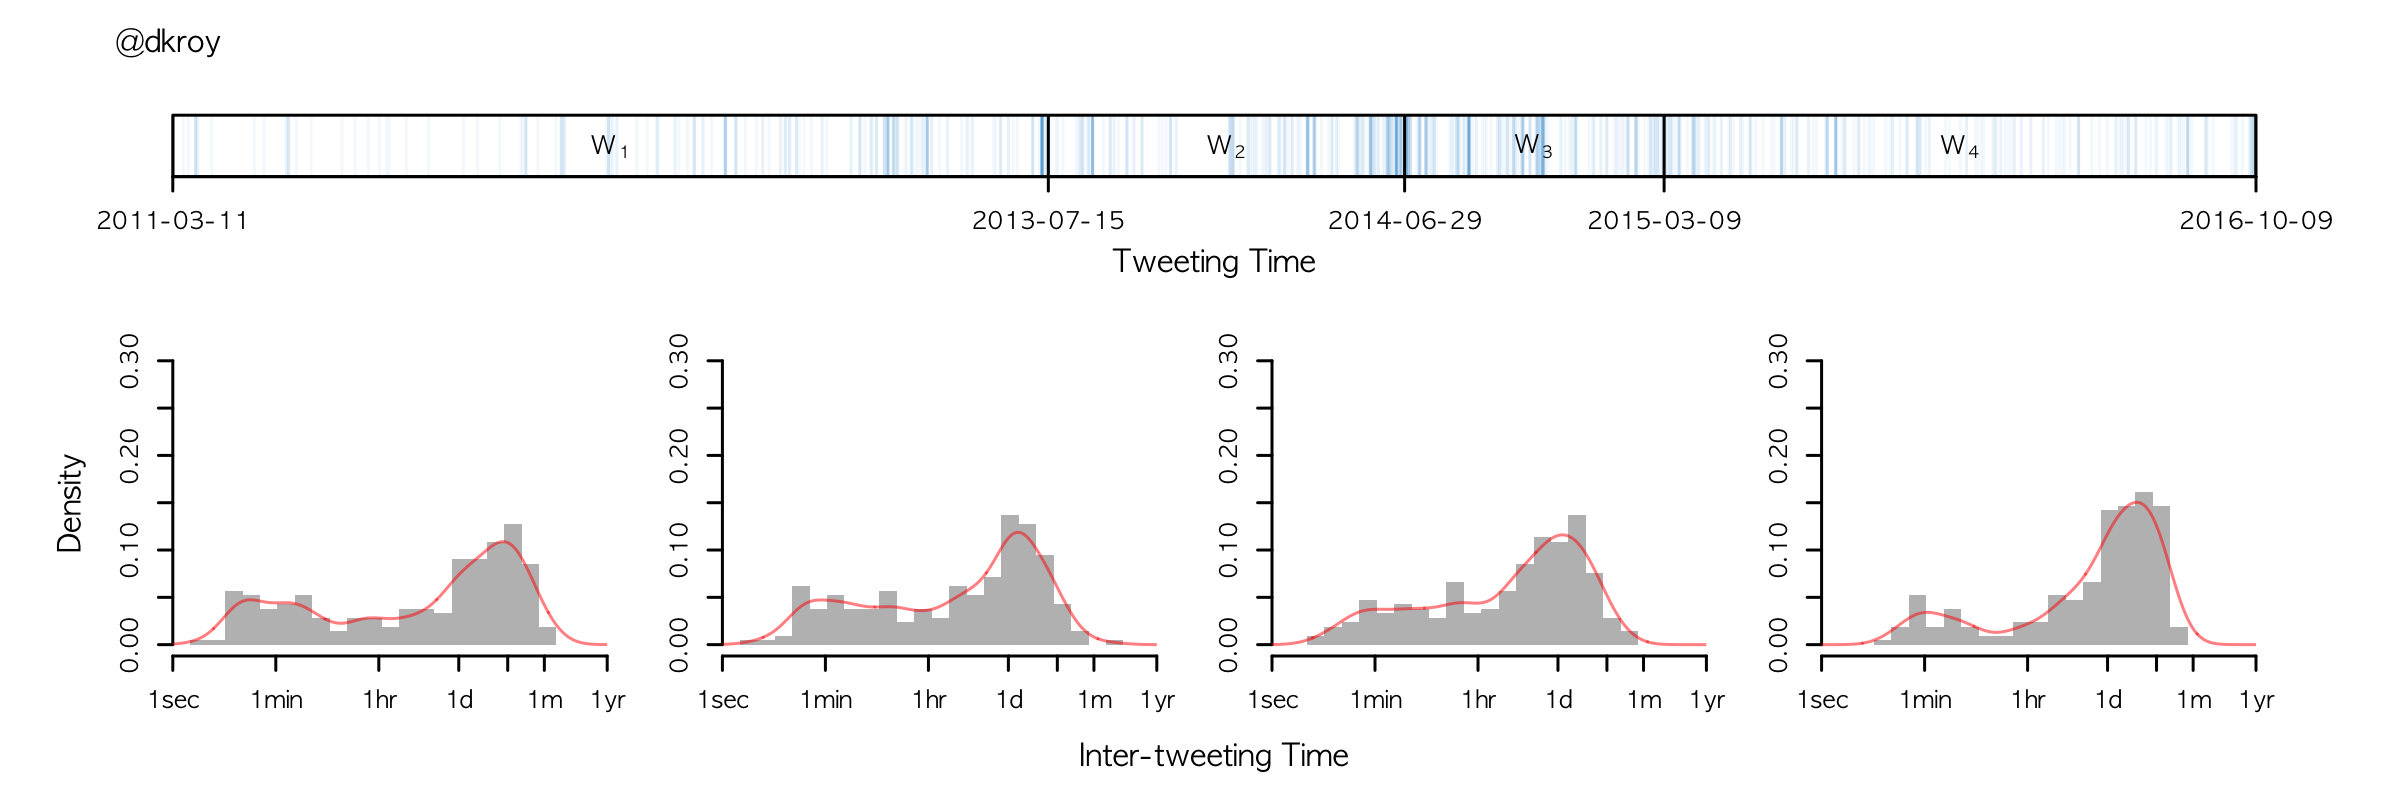 @dkroy
W1 W2 W3 W4
2011-03-11 2013-07-15 2014-06-29 2015-03-09 2016-10-09
Tweeting Time
Density
0.00 0.10 0.20 0.30
0.00 0.10 0.20 0.30
0.00 0.10 0.20 0.30
0.00 0.10 0.20 0.30
1sec 1min 1hr 1d 1m 1yr
1sec 1min 1hr 1d 1m 1yr
1sec 1min 1hr 1d 1m 1yr
1sec 1min 1hr 1d 1m 1yr
Inter-tweeting Time